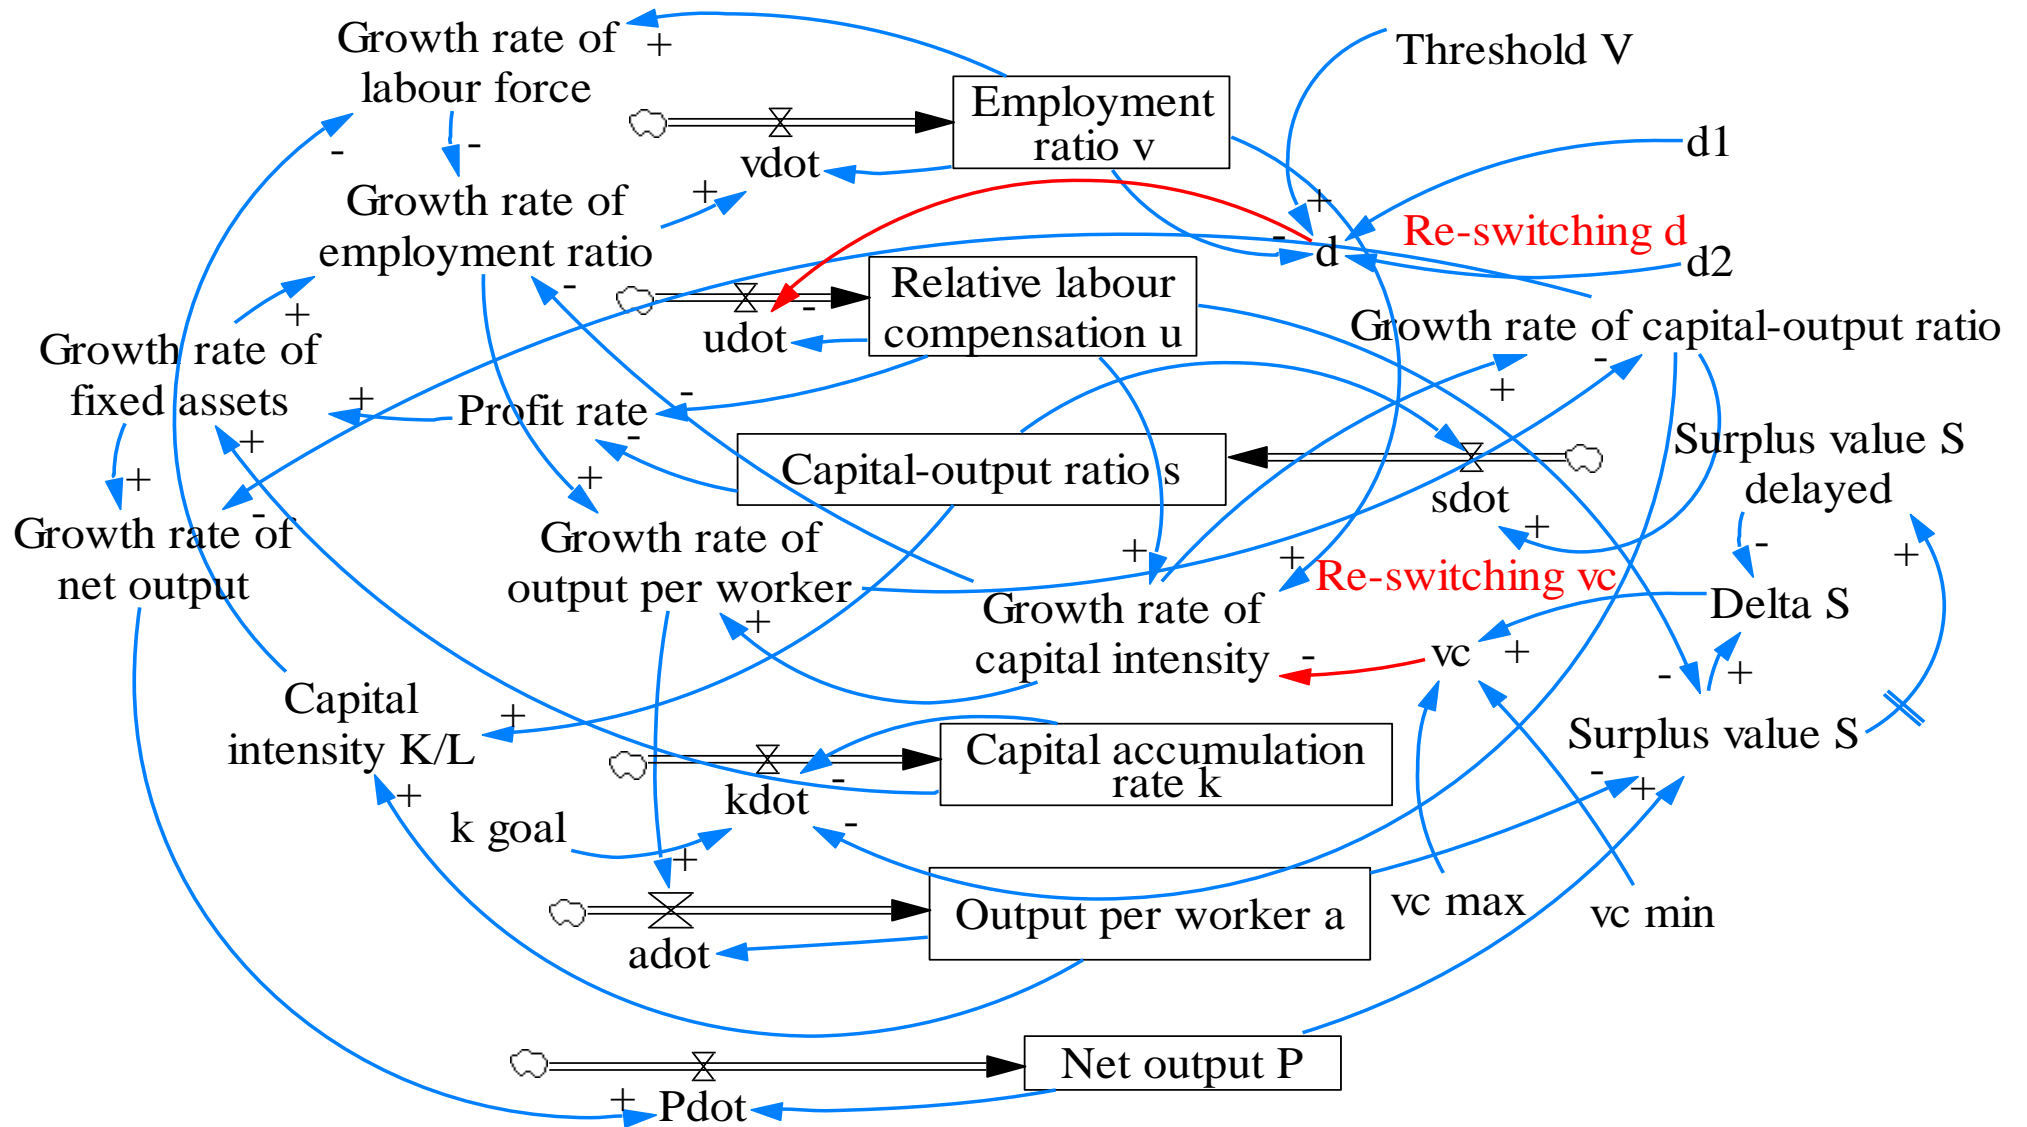 Growth rate of
labour force
+
-
-
Employment
ratio v
vdot
Threshold V
d1
+
Re-switching d
-
d
d2
Growth rate of
employment ratio
+
-
Relative labour
compensation u
-
udot
Growth rate of capital-output ratio
-
+
+
Growth rate of
fixed assets
+
+
Profit rate
-
-
Capital-output ratio s
sdot
+
Surplus value S
delayed
-
+
+
Growth rate of
net output
-
+
Growth rate of
output per worker
+
+
+
Growth rate of
capital intensity
-
Re-switching vc
vc
+
Delta S
+
-
Surplus value S
-
+
Capital
intensity K/L
+
+
Capital accumulation
rate k
-
kdot
-
k goal
+
Output per worker a
adot
vc max
vc min
Net output P
+
Pdot